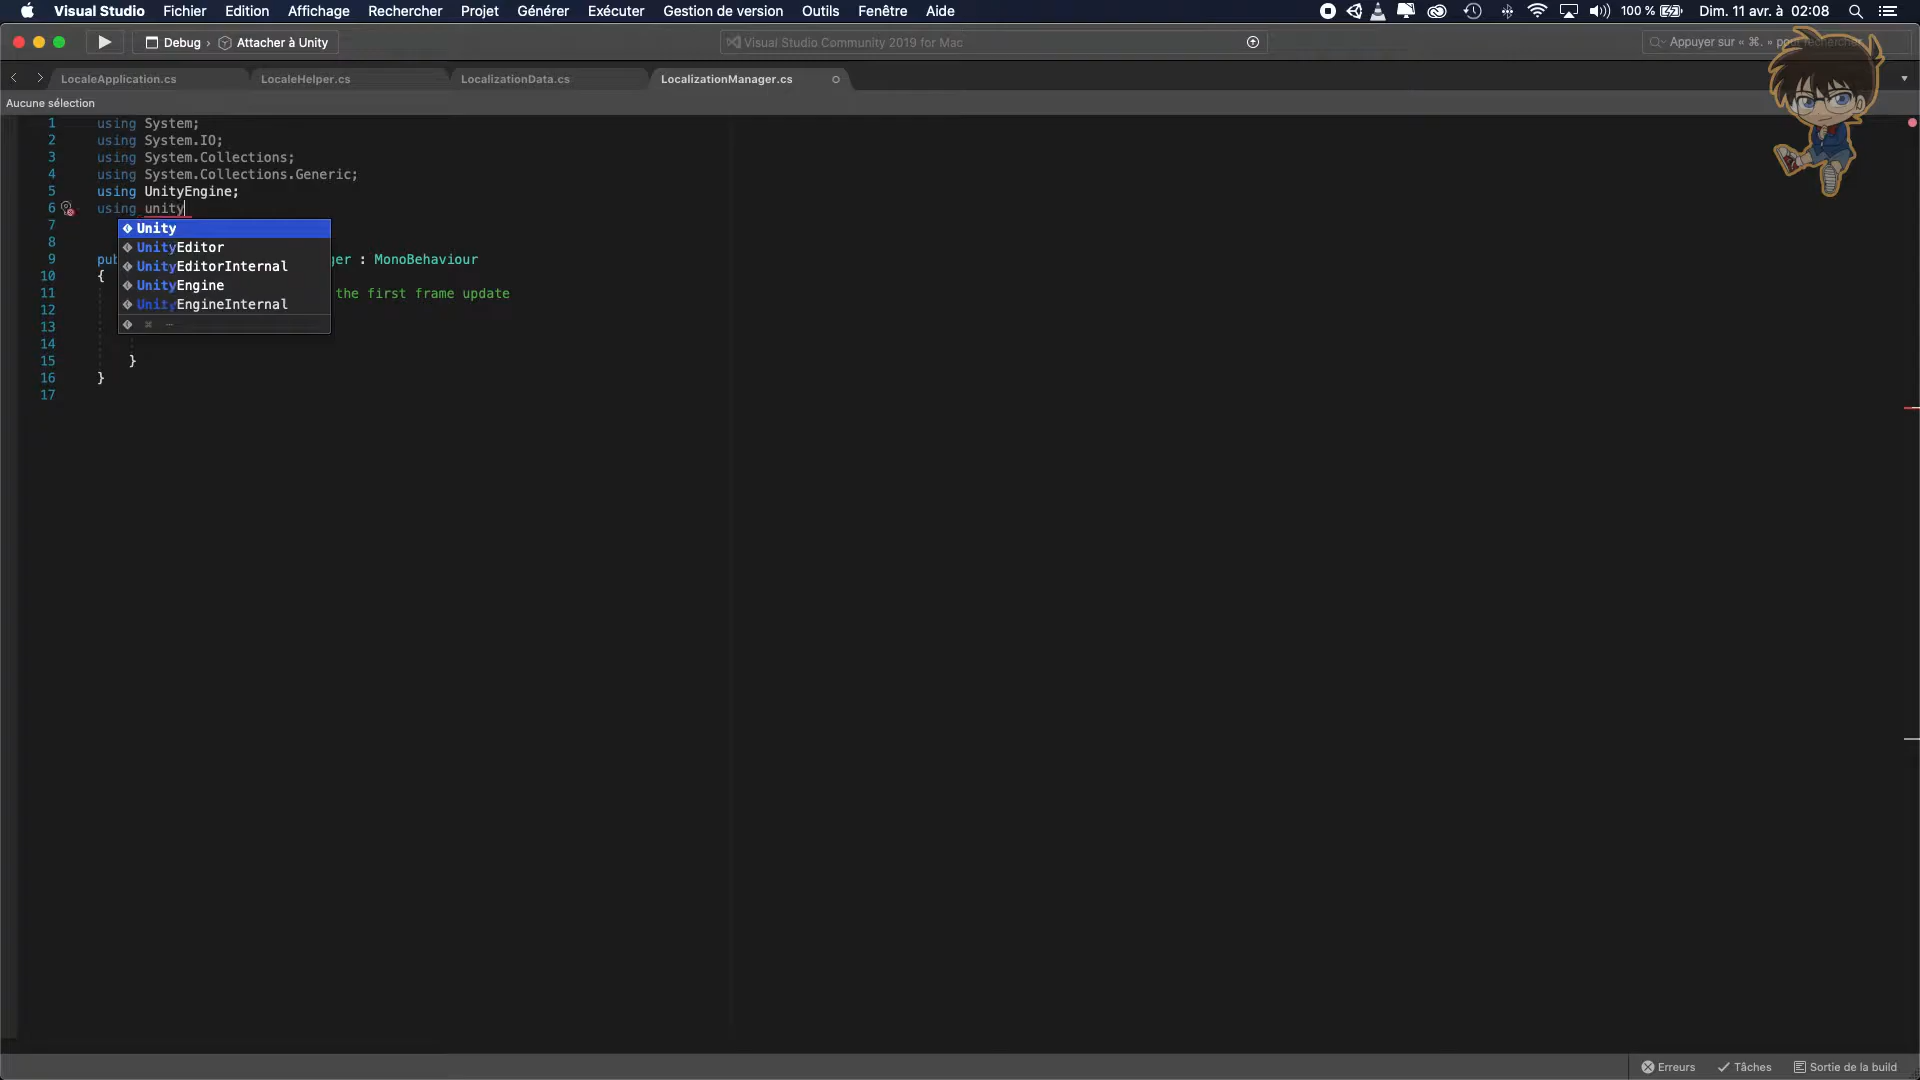 Visual Studio Fichier Edition Affichage Rechercher Projet Générer Exécuter Gestion de version Outils Fenêtre Aide 100 % Dim. 11 avr. à 02:08
Debug › Attacher à Unity Visual Studio Community 2019 for Mac Appuyer sur « ⌘. » pour rechercher
LocaleApplication.cs LocaleHelper.cs LocalizationData.cs LocalizationManager.cs
Aucune sélection
1 using System;
2 using System.IO;
3 using System.Collections;
4 using System.Collections.Generic;
5 using UnityEngine;
6 using unity
Unity
7
UnityEditor
8
9 pub ger : MonoBehaviour
UnityEditorInternal
10 {
UnityEngine
11 the first frame update
UnityEngineInternal
12
13
14
15 }
16 }
17
Erreurs Tâches Sortie de la build